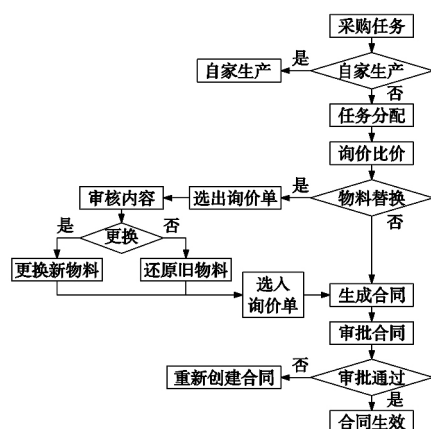 采购任务
是
自家生产
自家生产
否
任务分配
询价比价
是
审核内容
选出询价单
物料替换
是
否
否
更换
更换新物料
还原旧物料
选入
询价单
生成合同
审批合同
否
重新创建合同
审批通过
是
合同生效